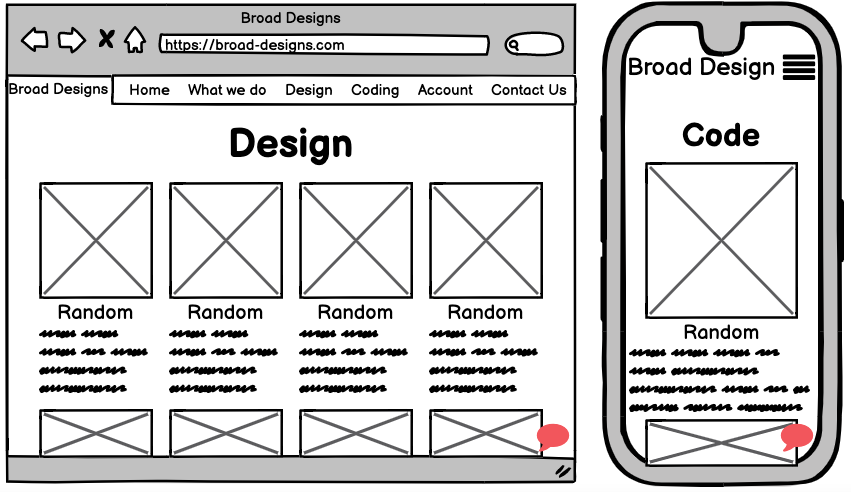 Broad Designs
https://broad-designs.com
Broad Designs Home What we do Design Coding Account Contact Us
Design
Random Random Random Random
Broad Design
Code
Random